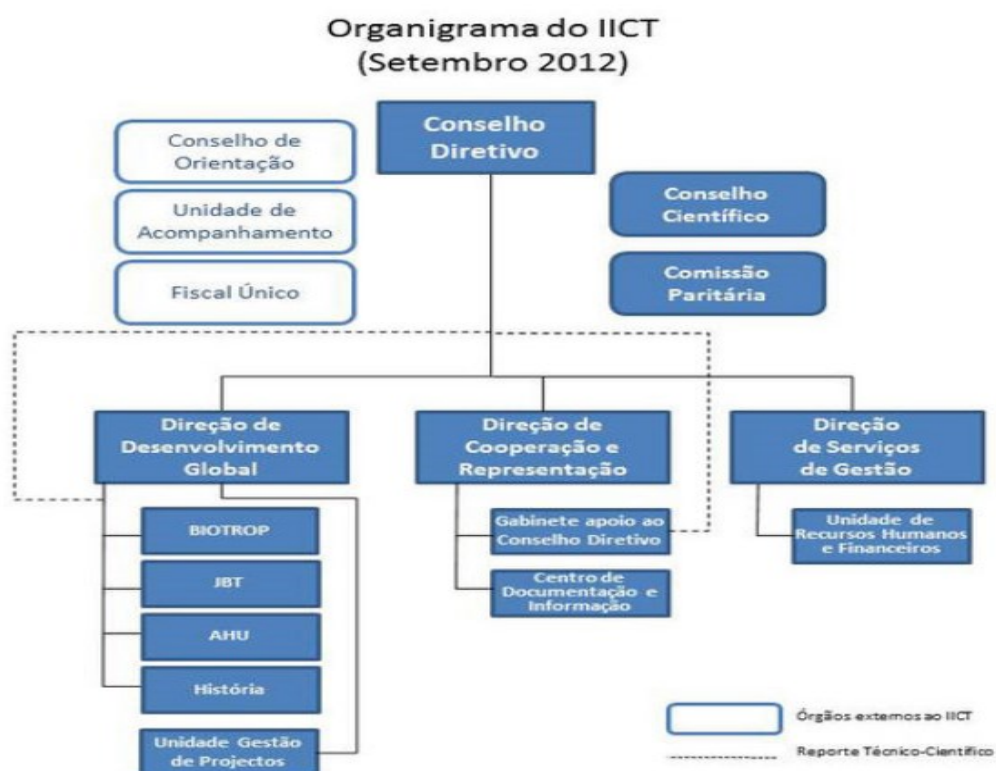 Organigrama do IICT
(Setembro 2012)
Conselho
Diretivo
Conselho de
Orientação
Unidade de
Acompanhamento
Fiscal Único
Conselho
Científico
Comissão
Paritária
Direção de
Desenvolvimento
Global
Direção de
Cooperação e
Representação
Direção
de Serviços
de Gestão
BIOTROP
JBT
AHU
História
Unidade Gestão
de Projectos
Gabinete apoio ao
Conselho Diretivo
Centro de
Documentação e
Informação
Unidade de
Recursos Humanos
e Financeiros
Órgãos externos ao IICT
Reporte Técnico-Científico